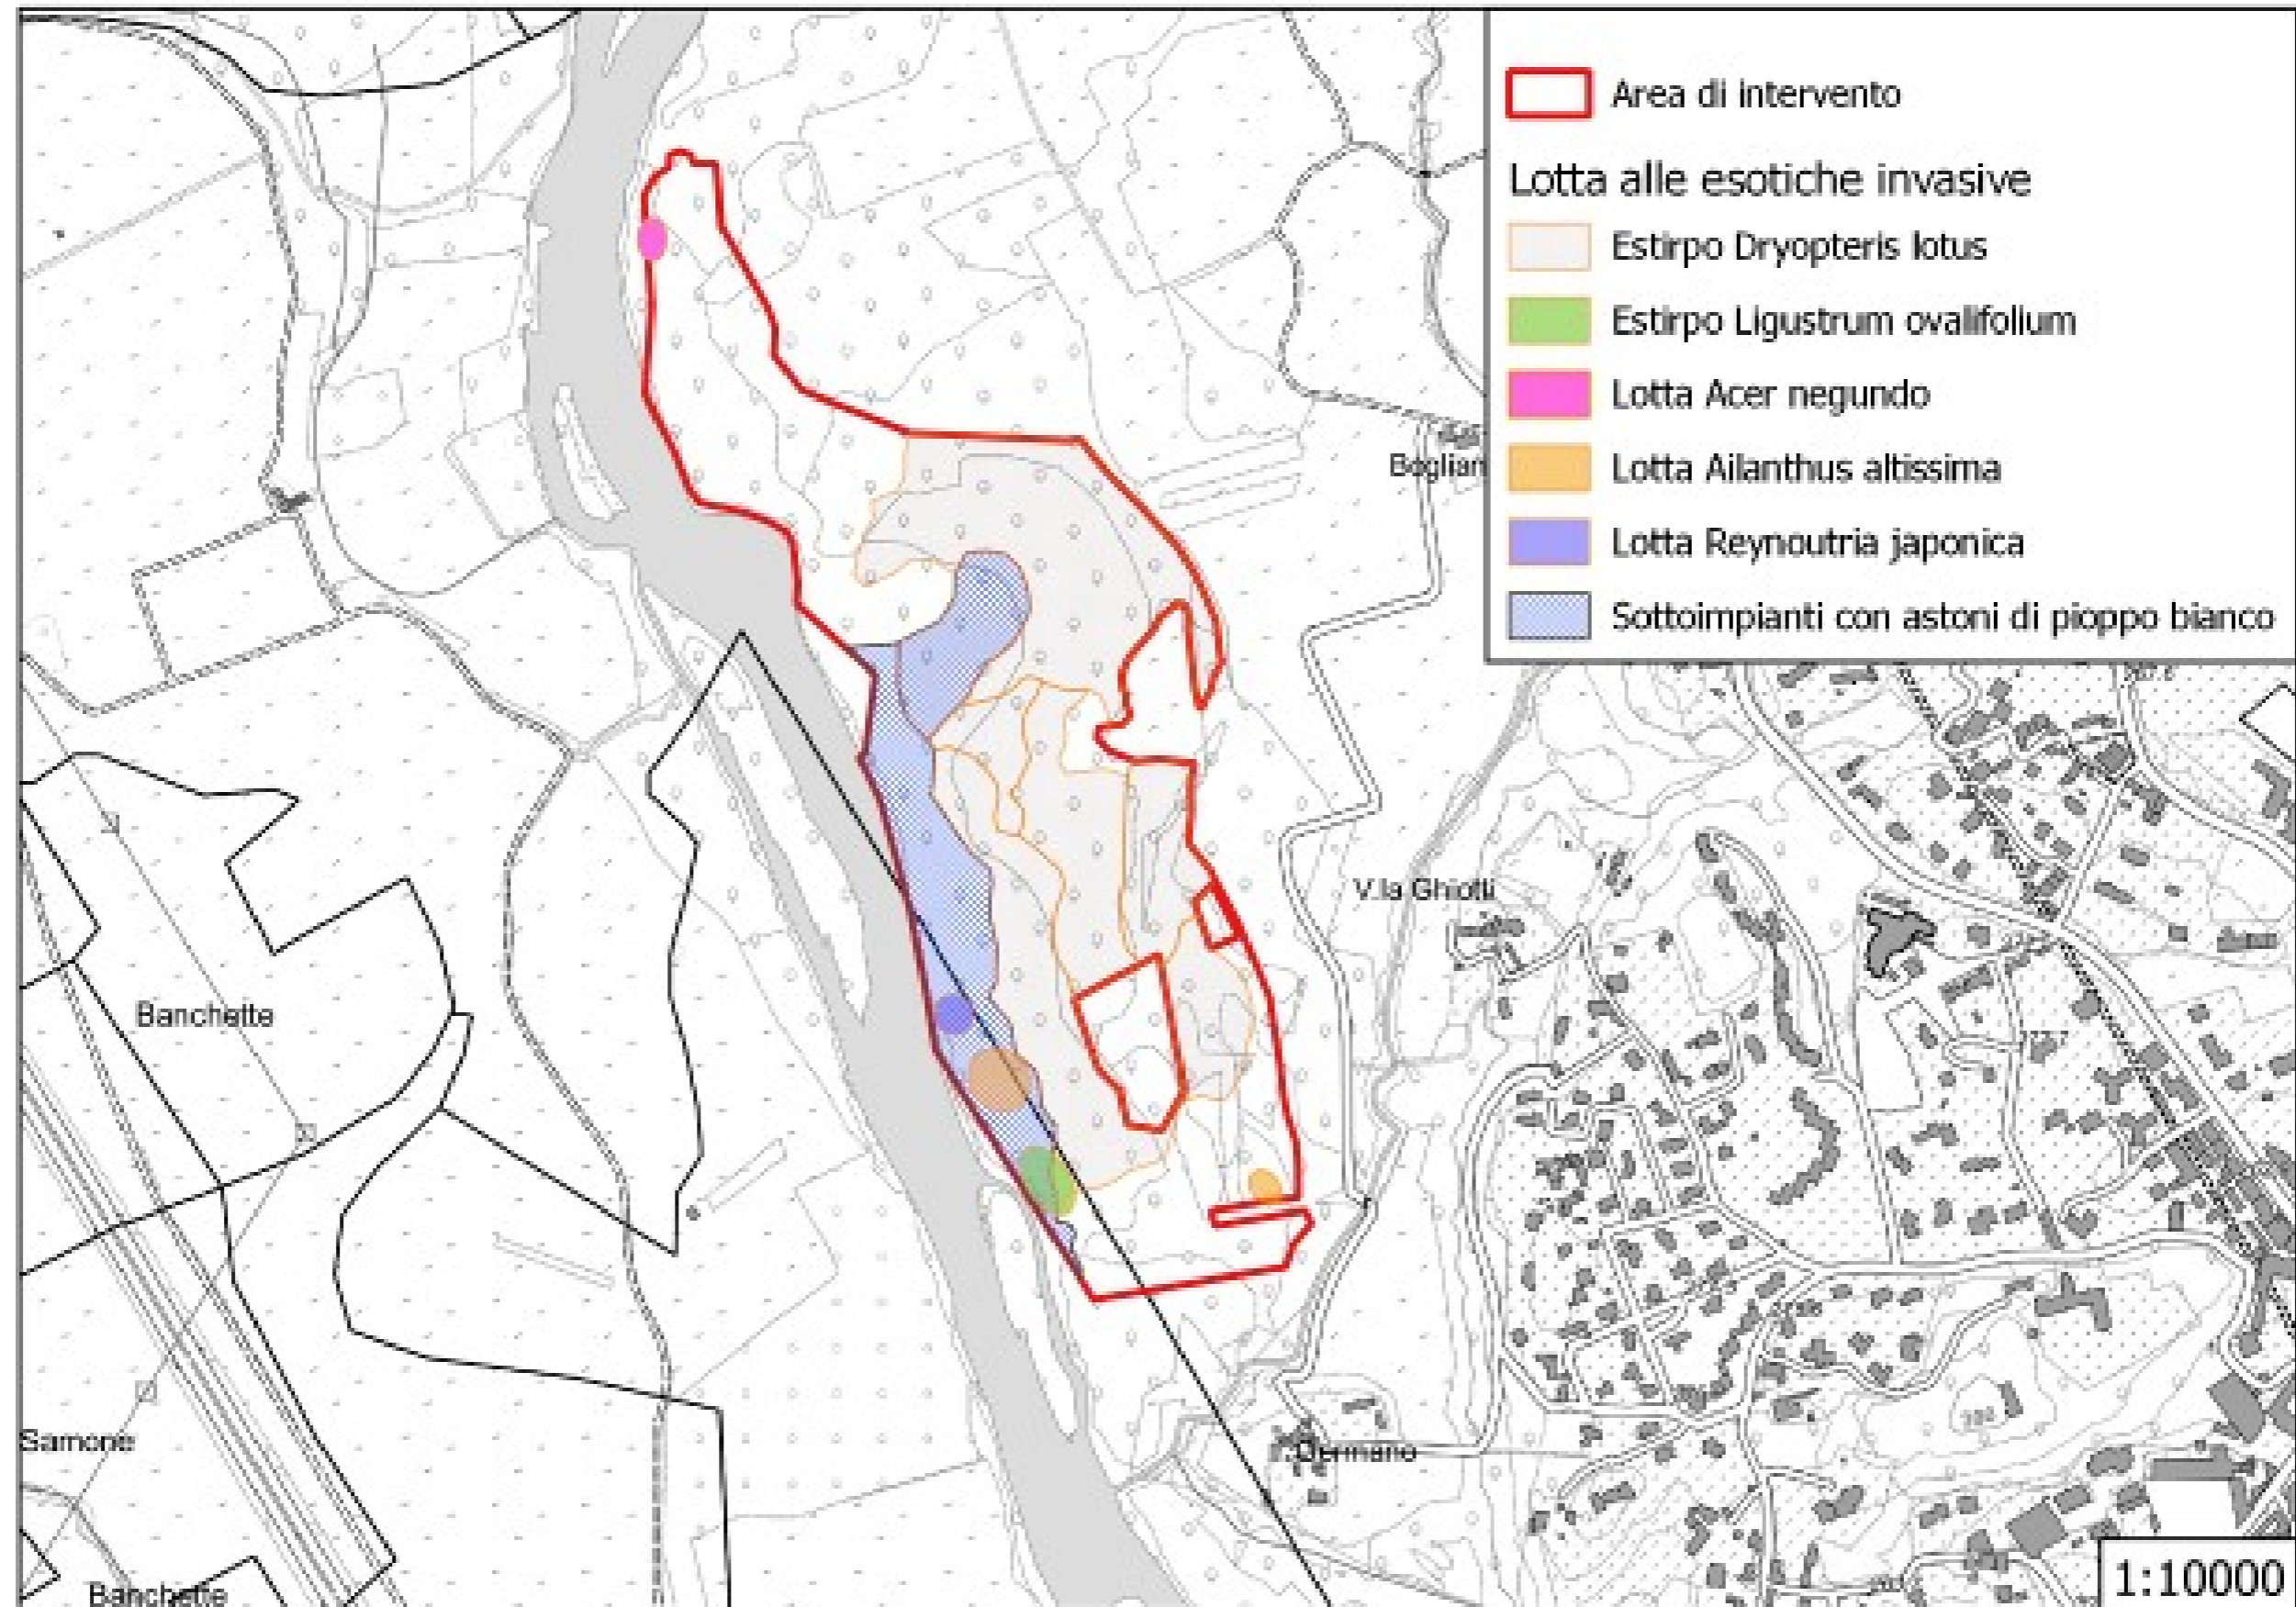 Area di intervento
Lotta alle esotiche invasive
Estirpo Dryopteris lotus
Estirpo Ligustrum ovalifolium
Lotta Acer negundo
Lotta Ailanthus altissima
Lotta Reynoutria japonica
Sottoimpianti con astoni di pioppo bianco
Boglian
V.la Ghiotti
Banchette
Samone
Banchette
1:10000